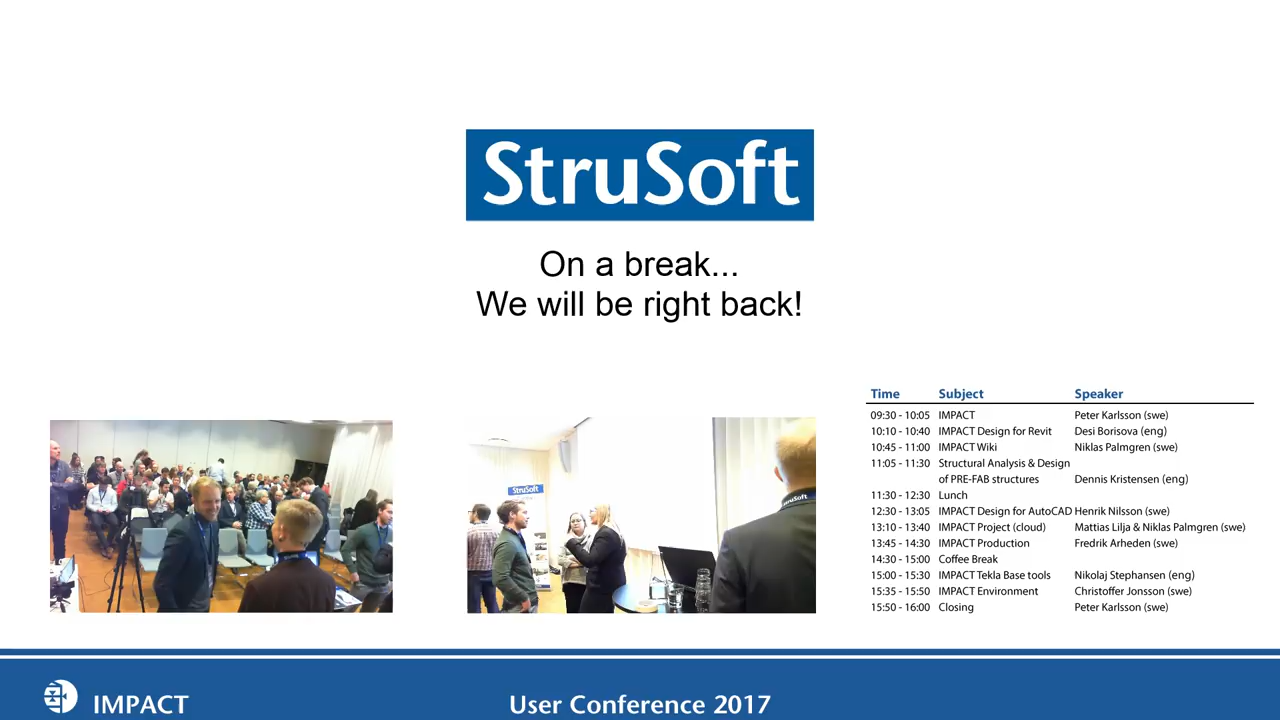 StruSoft
On a break...
We will be right back!
Time Subject Speaker
09:30 - 10:05 IMPACT Peter Karlsson (swe)
10:10 - 10:40 IMPACT Design for Revit Desi Borisova (eng)
10:45 - 11:00 IMPACT Wiki Niklas Palmgren (swe)
11:05 - 11:30 Structural Analysis & Design
of PRE-FAB structures Dennis Kristensen (eng)
11:30 - 12:30 Lunch
12:30 - 13:05 IMPACT Design for AutoCAD Henrik Nilsson (swe)
13:10 - 13:40 IMPACT Project (cloud) Mattias Lilja & Niklas Palmgren (swe)
13:45 - 14:30 IMPACT Production Fredrik Arheden (swe)
14:30 - 15:00 Coffee Break
15:00 - 15:30 IMPACT Tekla Base tools Nikolaj Stephansen (eng)
15:35 - 15:50 IMPACT Environment Christoffer Jonsson (swe)
15:50 - 16:00 Closing Peter Karlsson (swe)
StruSoft
StruSoft
IMPACT User Conference 2017